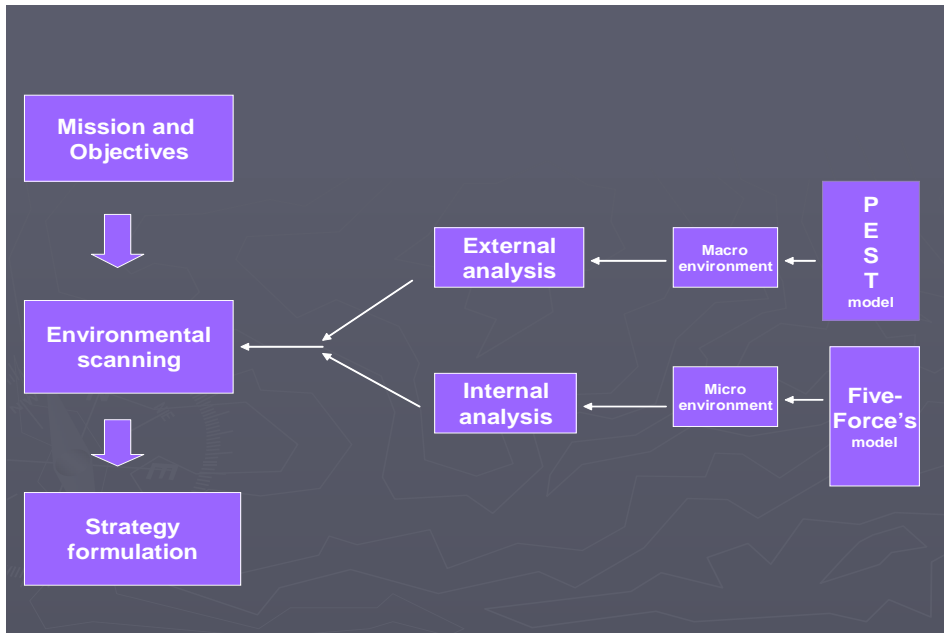 Mission and
Objectives
Environmental
scanning
Strategy
formulation
External
analysis
Macro
environment
P
E
S
T
model
Internal
analysis
Micro
environment
Five-
Force's
model